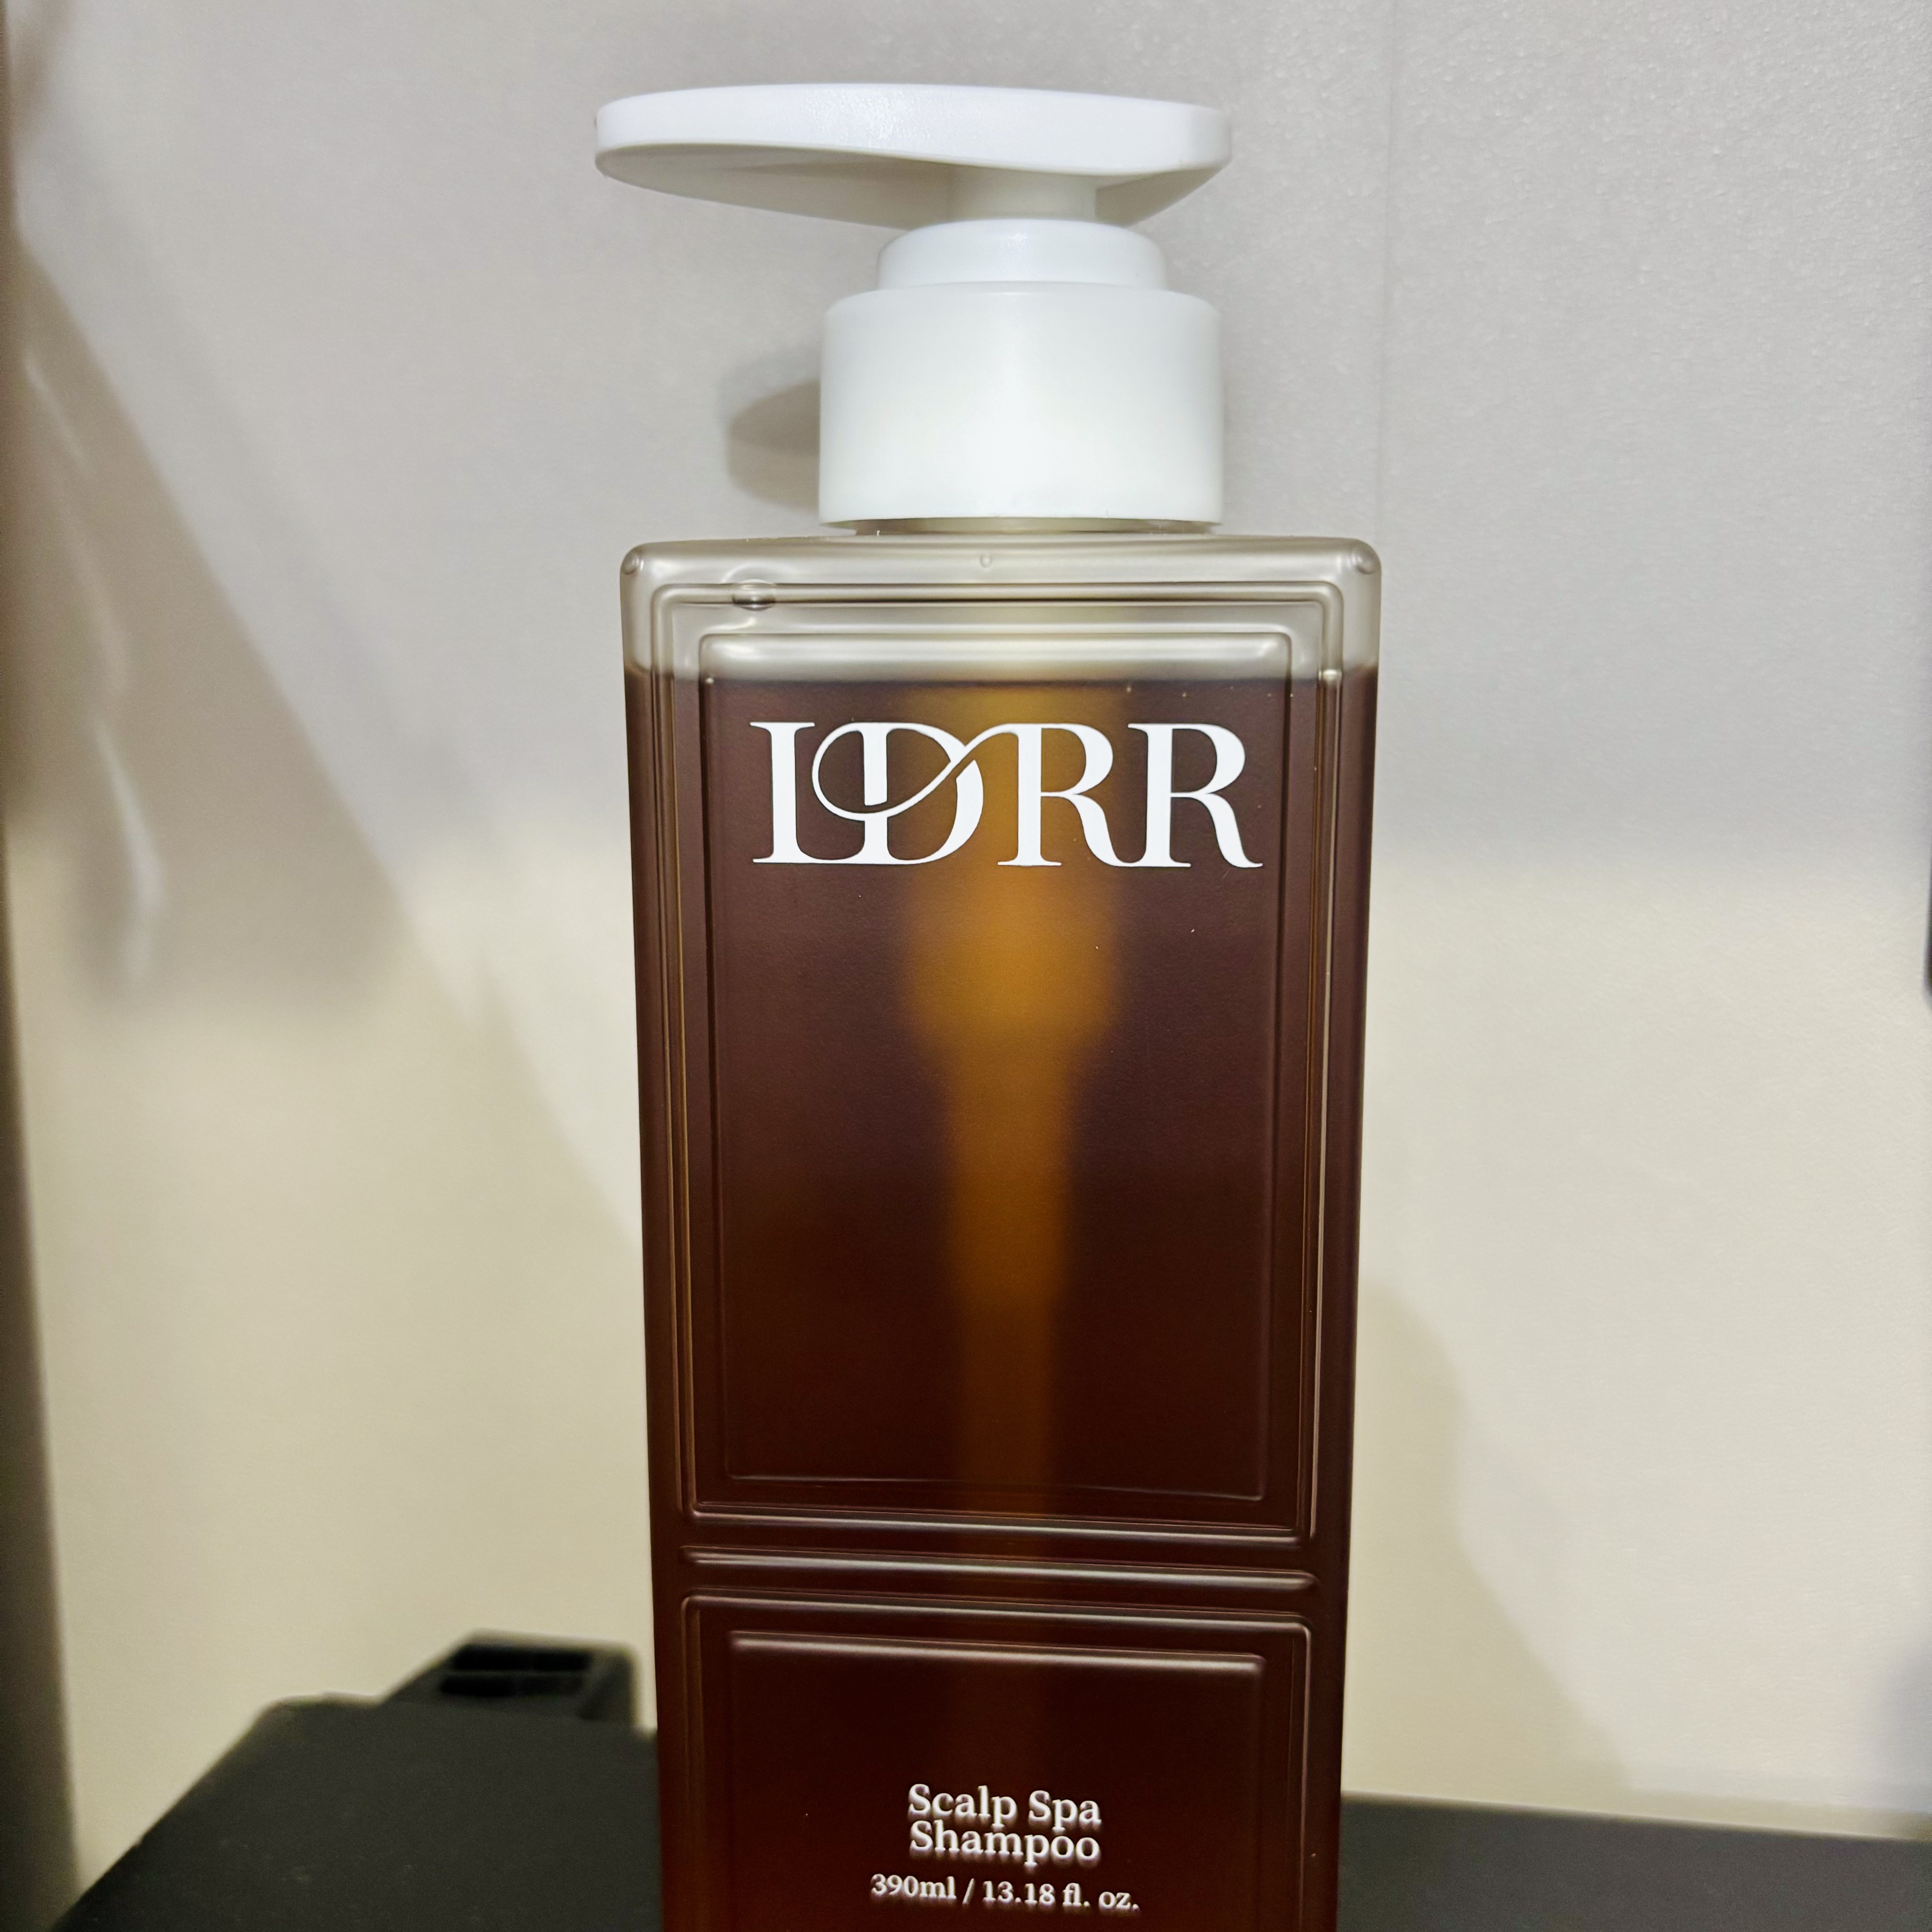 LDRR
Scalp Spa
Shampoo
390ml / 13.18 fl. oz.